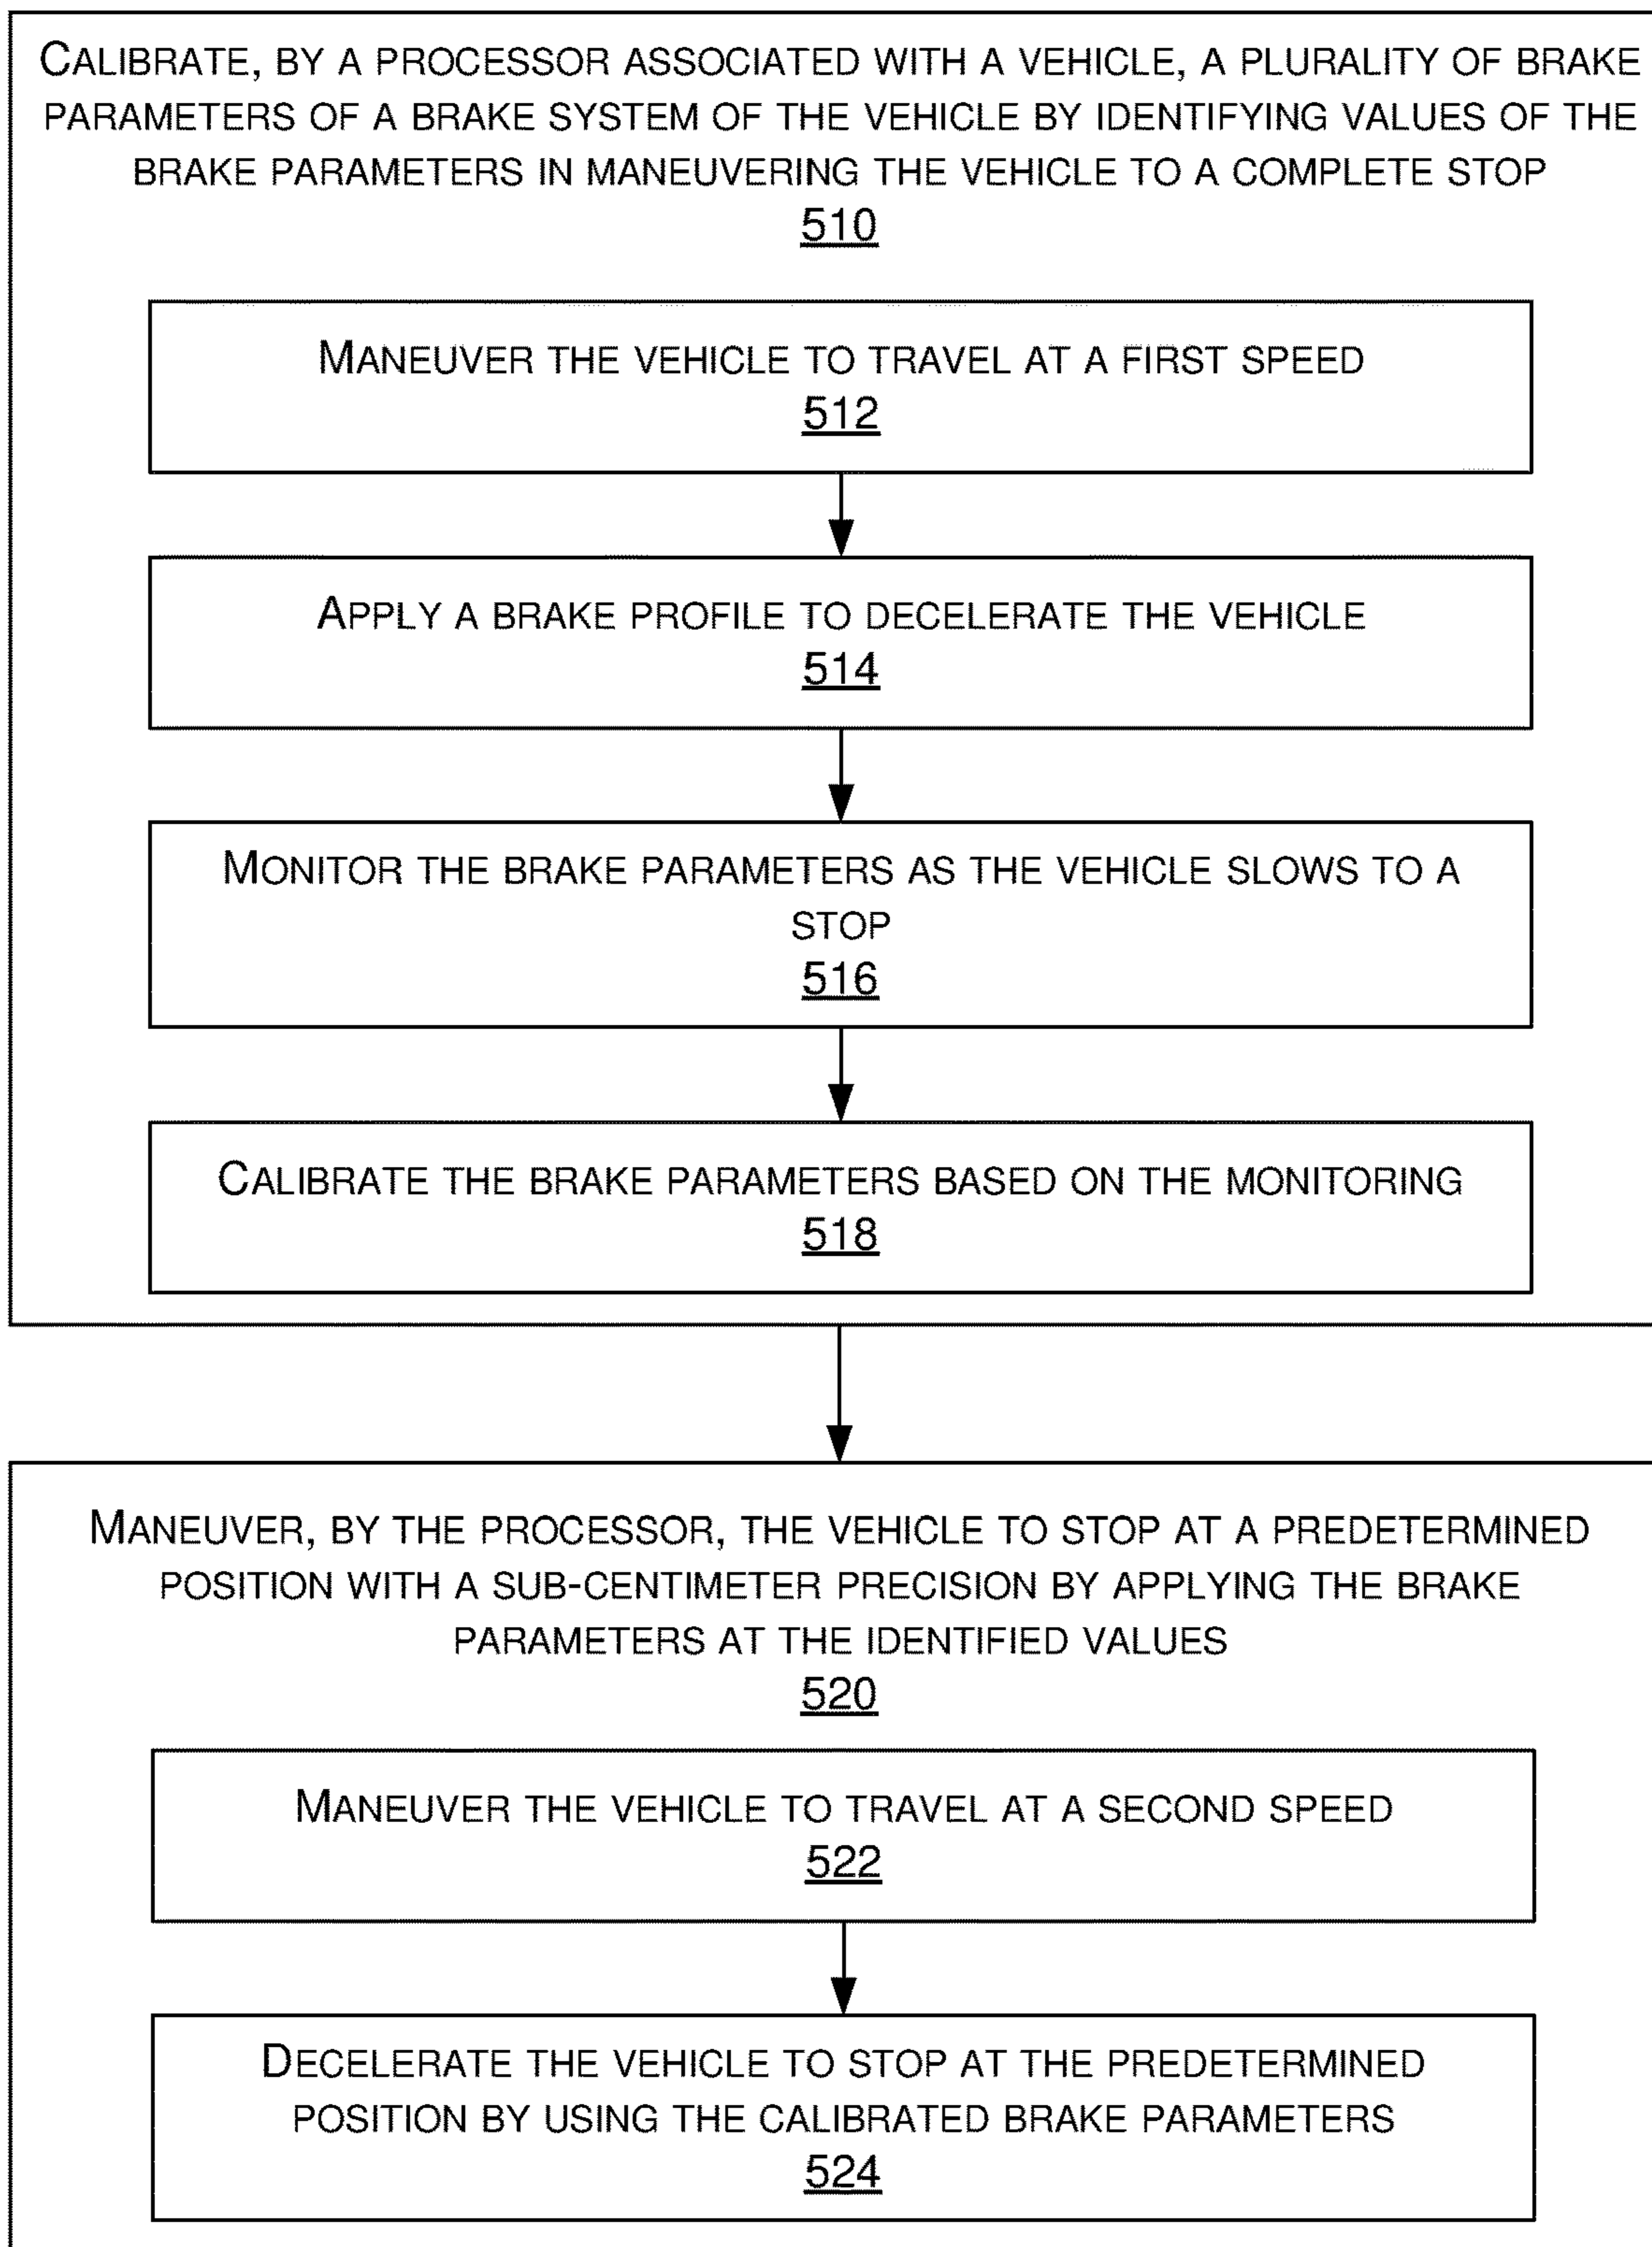 CALIBRATE, BY A PROCESSOR ASSOCIATED WITH A VEHICLE, A PLURALITY OF BRAKE
PARAMETERS OF A BRAKE SYSTEM OF THE VEHICLE BY IDENTIFYING VALUES OF THE
BRAKE PARAMETERS IN MANEUVERING THE VEHICLE TO A COMPLETE STOP
510
MANEUVER THE VEHICLE TO TRAVEL AT A FIRST SPEED
512
APPLY A BRAKE PROFILE TO DECELERATE THE VEHICLE
514
MONITOR THE BRAKE PARAMETERS AS THE VEHICLE SLOWS TO A
STOP
516
CALIBRATE THE BRAKE PARAMETERS BASED ON THE MONITORING
518
MANEUVER, BY THE PROCESSOR, THE VEHICLE TO STOP AT A PREDETERMINED
POSITION WITH A SUB-CENTIMETER PRECISION BY APPLYING THE BRAKE
PARAMETERS AT THE IDENTIFIED VALUES
520
MANEUVER THE VEHICLE TO TRAVEL AT A SECOND SPEED
522
DECELERATE THE VEHICLE TO STOP AT THE PREDETERMINED
POSITION BY USING THE CALIBRATED BRAKE PARAMETERS
524